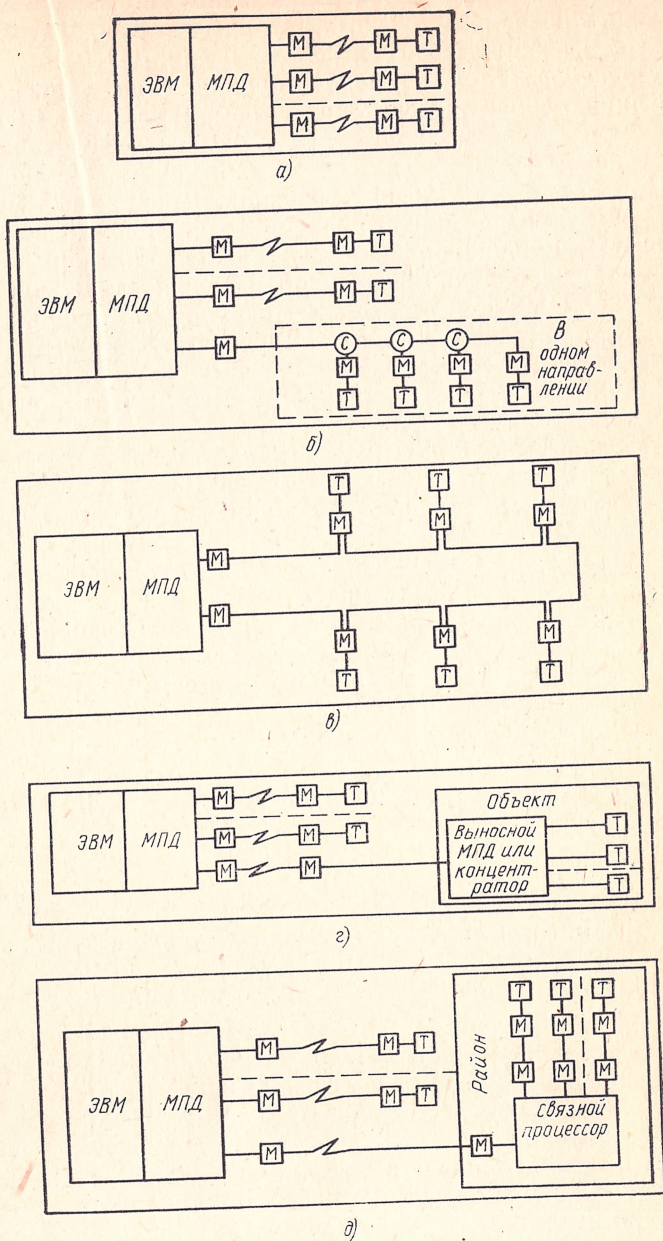 ЭВМ МПД М М Т
М М Т
М М Т
а)
ЭВМ МПД М М Т
М М Т
М С С С М
М М М
Т Т Т Т
В
одном
направ-
лении
б)
Т Т Т
М М М
ЭВМ МПД М
М
М М М
Т Т Т
в)
ЭВМ МПД М М Т
М М Т
М М
Объект
Выносной
МПД или
концент-
ратор
Т
Т
Т
г)
ЭВМ МПД М М Т
М М Т
М М
Район
Т Т Т
М М М
М М М
Связной
процессор
д)